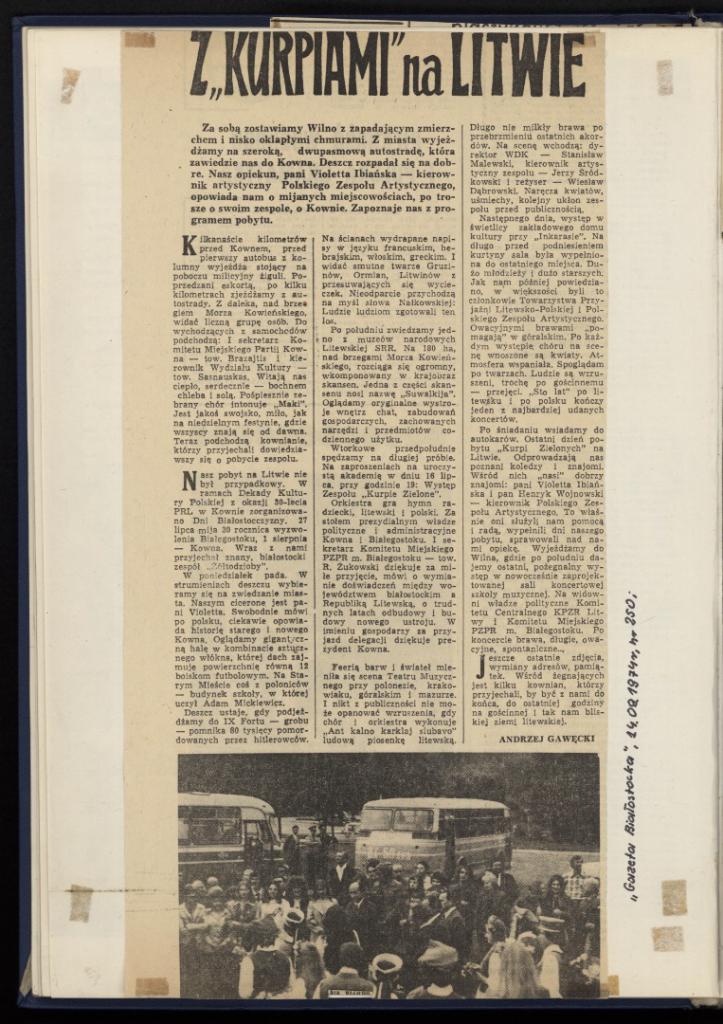 Z „KURPIAMI” na LITWIE
Za sobą zostawiamy Wilno z zapadającym zmierz-
chem i nisko oklapłymi chmurami. Z miasta wyjeż-
dżamy na szeroką, dwupasmową autostradę, która
zawiedzie nas do Kowna. Deszcz rozpadał się na dob-
re. Nasz opiekun, pani Violetta Ibiańska — kierow-
nik artystyczny Polskiego Zespołu Artystycznego,
opowiada nam o mijanych miejscowościach, po tro-
sze o swoim zespole, o Kownie. Zapoznaje nas z pro-
gramem pobytu.
Kilkanaście kilometrów
przed Kownem, przed
pierwszy autobus z ko-
lumny wyjeżdża stojący na
poboczu milicyjny żiguli. Po-
przedzani eskortą, po kilku
kilometrach zjeżdżamy z au-
tostrady. Z daleka, nad brze-
giem Morza Kowieńskiego,
widać liczną grupę osób. Do
wychodzących z samochodów
podchodzą: I sekretarz Ko-
mitetu Miejskiego Partii Kow-
na — tow. Brazajtis i kie-
rownik Wydziału Kultury —
tow. Sasnauskas. Witają nas
ciepło, serdecznie — bochnem
chleba i solą. Pośpiesznie ze-
brany chór intonuje „Maki”.
Jest jakoś swojsko, miło, jak
na niedzielnym festynie, gdzie
wszyscy znają się od dawna.
Teraz podchodzą kownianie,
którzy przyjechali dowiedzia-
wszy się o pobycie zespołu.
Nasz pobyt na Litwie nie
był przypadkowy. W
ramach Dekady Kultu-
ry Polskiej z okazji 30-lecia
PRL w Kownie zorganizowa-
no Dni Białostocczyzny. 27
lipca mija 30 rocznica wyzwo-
lenia Białegostoku, 1 sierpnia
— Kowna. Wraz z nami
przyjechał znany, białostocki
zespół „Żółtodzioby”.
W poniedziałek pada. W
strumieniach deszczu wybie-
ramy się na zwiedzanie mias-
ta. Naszym cicerone jest pa-
ni Violetta. Swobodnie mówi
po polsku, ciekawie opowia-
da historię starego i nowego
Kowna. Oglądamy gigantycz-
ną halę w kombinacie sztucz-
nego włókna, której dach zaj-
muje powierzchnię równą 12
boiskom futbolowym. Na Sta-
rym Mieście coś z poloniców
— budynek szkoły, w której
uczył Adam Mickiewicz.
Deszcz ustaje, gdy podjeż-
dżamy do IX Fortu — grobu
— pomnika 80 tysięcy pomor-
dowanych przez hitlerowców.
Na ścianach wydrapane napi-
sy w języku francuskim, he-
brajskim, włoskim, greckim. I
widać smutne twarze Gruzi-
nów, Ormian, Litwinów z
przesuwających się wycie-
czek. Nieodparcie przychodzą
na myśl słowa Nałkowskiej:
Ludzie ludziom zgotowali ten
los.
Po południu zwiedzamy jedno
z muzeów narodowych
Litewskiej SRR. Na 180 ha,
nad brzegami Morza Kowień-
skiego, rozciąga się ogromny,
wkomponowany w krajobraz
skansen. Jedna z części skan-
senu nosi nazwę „Suwalkija”.
Oglądamy oryginalne wystro-
je wnętrz chat, zabudowań
gospodarczych, zachowanych
narzędzi i przedmiotów co-
dziennego użytku.
Wtorkowe przedpołudnie
spędzamy na długiej próbie.
Na zaproszeniach na uroczy-
stą akademię w dniu 16 lip-
ca, przy godzinie 19: Występ
Zespołu „Kurpie Zielone”.
Orkiestra gra hymn ra-
dziecki, litewski i polski. Za
stołem prezydialnym władze
polityczne i administracyjne
Kowna i Białegostoku. I se-
kretarz Komitetu Miejskiego
PZPR m. Białegostoku — tow.
R. Żukowski dziękuje za mi-
łe przyjęcie, mówi o wymia-
nie doświadczeń między wo-
jewództwem białostockim a
Republiką Litewską, o trud-
nych latach odbudowy i bu-
dowy nowego ustroju. W
imieniu gospodarzy za przy-
jazd delegacji dziękuje pre-
zydent Kowna.
Feerią barw i świateł mie-
niła się scena Teatru Muzycz-
nego przy polonezie, krako-
wiaku, góralskim i mazurze.
I nikt z publiczności nie mo-
że opanować wzruszenia, gdy
chór i orkiestra wykonuje
„Ant kalno karklaj slubavo”
ludową piosenkę litewską.
Długo nie milkły brawa po
przebrzmieniu ostatnich akor-
dów. Na scenę wchodzą: dy-
rektor WDK — Stanisław
Malewski, kierownik artys-
tyczny zespołu — Jerzy Śród-
kowski i reżyser — Wiesław
Dąbrowski. Naręcza kwiatów,
uśmiechy, kolejny ukłon zes-
połu przed publicznością.
Następnego dnia, występ w
świetlicy zakładowego domu
kultury przy „Inkarasie”. Na
długo przed podniesieniem
kurtyny sala była wypełnio-
na do ostatniego miejsca. Du-
żo młodzieży i dużo starszych.
Jak nam później powiedzia-
no, w większości byli to
członkowie Towarzystwa Przy-
jaźni Litewsko-Polskiej i Pol-
skiego Zespołu Artystycznego.
Owacyjnymi brawami „po-
magają” w góralskim. Po każ-
dym występie chóru na sce-
nę wnoszone są kwiaty. At-
mosfera wspaniała. Spoglądam
po twarzach. Ludzie są wzru-
szeni, trochę po gościnnemu
— przejęci. „Sto lat” po li-
tewsku i po polsku kończy
jeden z najbardziej udanych
koncertów.
Po śniadaniu wsiadamy do
autokarów. Ostatni dzień po-
bytu „Kurpi Zielonych” na
Litwie. Odprowadzają nas
poznani koledzy i znajomi.
Wśród nich „nasi” dobrzy
znajomi: pani Violetta Ibiań-
ska i pan Henryk Wojnowski
— kierownik Polskiego Zes-
połu Artystycznego. To właś-
nie oni służyli nam pomocą
i radą, wypełnili dni naszego
pobytu, sprawowali nad na-
mi opiekę. Wyjeżdżamy do
Wilna, gdzie po południu da-
jemy ostatni, pożegnalny wy-
stęp w nowocześnie zaprojek-
towanej sali koncertowej
szkoły muzycznej. Na widow-
ni władze polityczne Komi-
tetu Centralnego KPZR Lit-
wy i Komitetu Miejskiego
PZPR m. Białegostoku. Po
koncercie brawa, długie, owa-
cyjne, spontaniczne...
Jeszcze ostatnie zdjęcia,
wymiany adresów, pamią-
tek. Wśród żegnających
jest kilku kownian, którzy
przyjechali, by być z nami do
końca, do ostatniej godziny
na gościnnej i tak nam blis-
kiej ziemi litewskiej.
ANDRZEJ GAWĘCKI
„Gazeta Białostocka”, 14.08.1974r, nr 260;